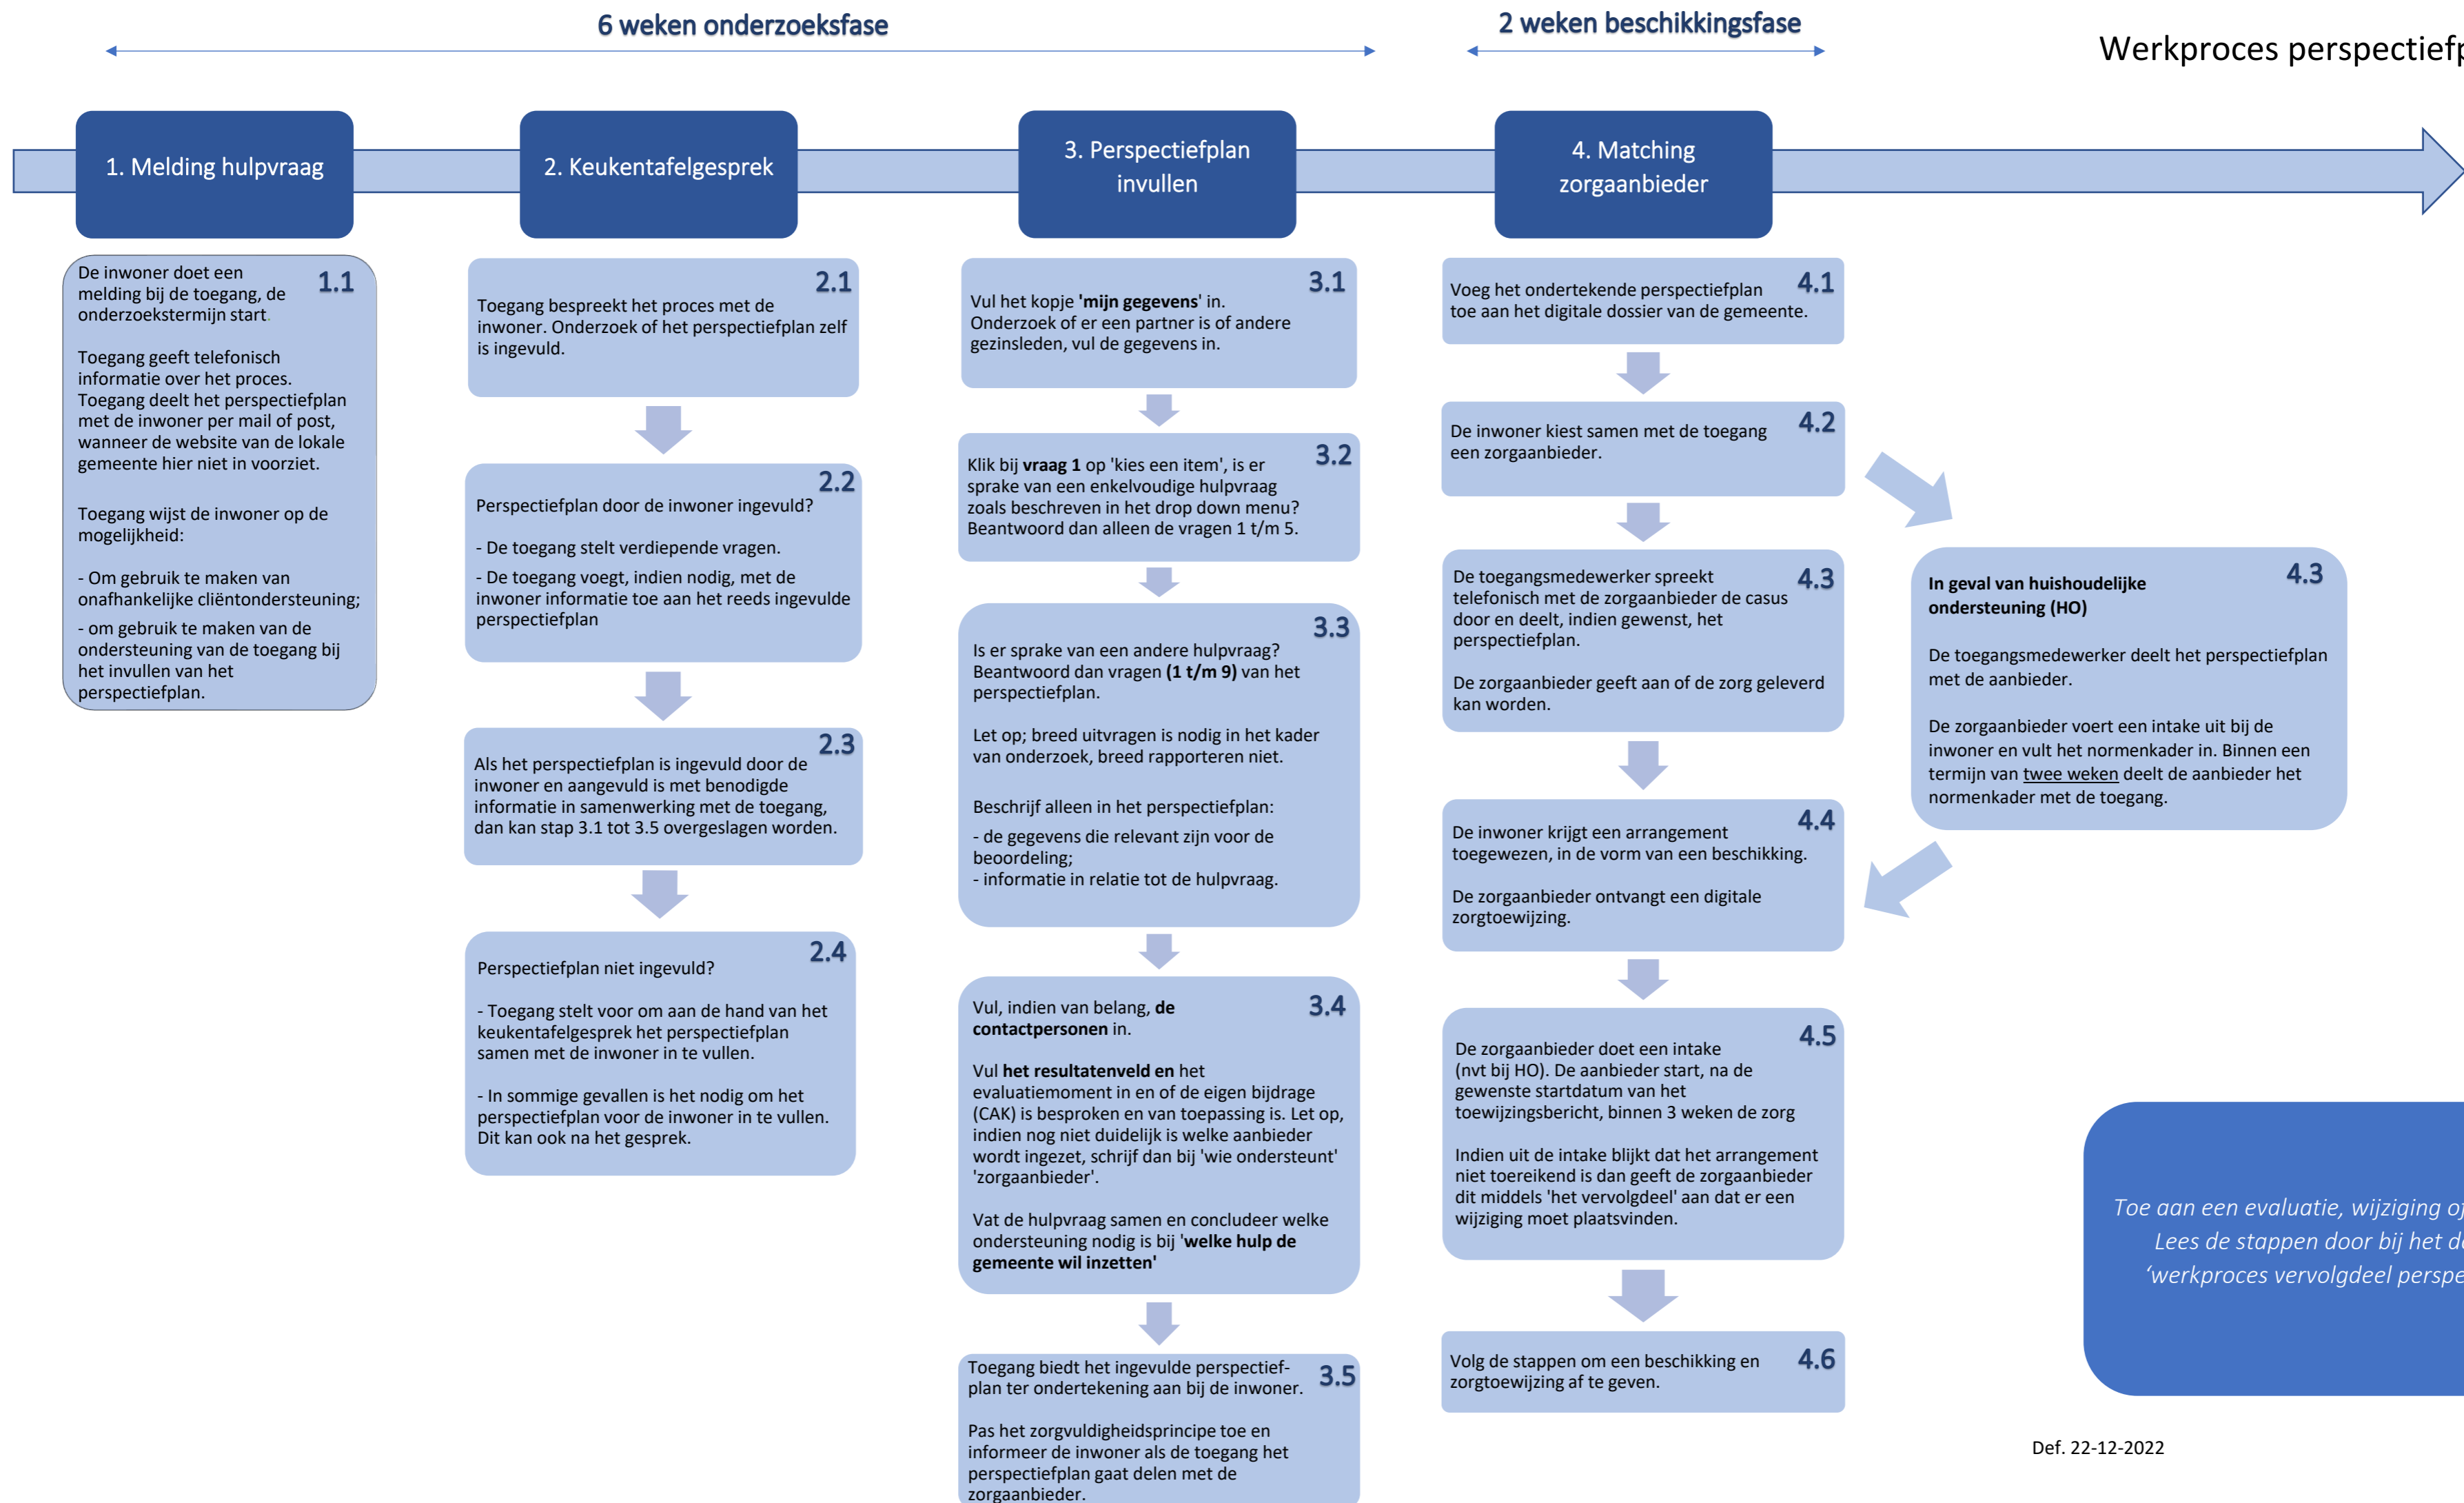 6 weken onderzoeksfase
2 weken beschikkingsfase
Werkproces perspectiefp
1. Melding hulpvraag
2. Keukentafelgesprek
3. Perspectiefplan
invullen
4. Matching
zorgaanbieder
1.1
De inwoner doet een
melding bij de toegang, de
onderzoekstermijn start.
Toegang geeft telefonisch
informatie over het proces.
Toegang deelt het perspectiefplan
met de inwoner per mail of post,
wanneer de website van de lokale
gemeente hier niet in voorziet.
Toegang wijst de inwoner op de
mogelijkheid:
- Om gebruik te maken van
onafhankelijke cliëntondersteuning;
- om gebruik te maken van de
ondersteuning van de toegang bij
het invullen van het
perspectiefplan.
2.1
Toegang bespreekt het proces met de
inwoner. Onderzoek of het perspectiefplan zelf
is ingevuld.
2.2
Perspectiefplan door de inwoner ingevuld?
- De toegang stelt verdiepende vragen.
- De toegang voegt, indien nodig, met de
inwoner informatie toe aan het reeds ingevulde
perspectiefplan
2.3
Als het perspectiefplan is ingevuld door de
inwoner en aangevuld is met benodigde
informatie in samenwerking met de toegang,
dan kan stap 3.1 tot 3.5 overgeslagen worden.
2.4
Perspectiefplan niet ingevuld?
- Toegang stelt voor om aan de hand van het
keukentafelgesprek het perspectiefplan
samen met de inwoner in te vullen.
- In sommige gevallen is het nodig om het
perspectiefplan voor de inwoner in te vullen.
Dit kan ook na het gesprek.
3.1
Vul het kopje 'mijn gegevens' in.
Onderzoek of er een partner is of andere
gezinsleden, vul de gegevens in.
3.2
Klik bij vraag 1 op 'kies een item', is er
sprake van een enkelvoudige hulpvraag
zoals beschreven in het drop down menu?
Beantwoord dan alleen de vragen 1 t/m 5.
3.3
Is er sprake van een andere hulpvraag?
Beantwoord dan vragen (1 t/m 9) van het
perspectiefplan.
Let op; breed uitvragen is nodig in het kader
van onderzoek, breed rapporteren niet.
Beschrijf alleen in het perspectiefplan:
- de gegevens die relevant zijn voor de
beoordeling;
- informatie in relatie tot de hulpvraag.
3.4
Vul, indien van belang, de
contactpersonen in.
Vul het resultatenveld en het
evaluatiemoment in en of de eigen bijdrage
(CAK) is besproken en van toepassing is. Let op,
indien nog niet duidelijk is welke aanbieder
wordt ingezet, schrijf dan bij 'wie ondersteunt'
'zorgaanbieder'.
Vat de hulpvraag samen en concludeer welke
ondersteuning nodig is bij 'welke hulp de
gemeente wil inzetten'
3.5
Toegang biedt het ingevulde perspectief-
plan ter ondertekening aan bij de inwoner.
Pas het zorgvuldigheidsprincipe toe en
informeer de inwoner als de toegang het
perspectiefplan gaat delen met de
zorgaanbieder.
4.1
Voeg het ondertekende perspectiefplan
toe aan het digitale dossier van de gemeente.
4.2
De inwoner kiest samen met de toegang
een zorgaanbieder.
4.3
De toegangsmedewerker spreekt
telefonisch met de zorgaanbieder de casus
door en deelt, indien gewenst, het
perspectiefplan.
De zorgaanbieder geeft aan of de zorg geleverd
kan worden.
4.3
In geval van huishoudelijke
ondersteuning (HO)
De toegangsmedewerker deelt het perspectiefplan
met de aanbieder.
De zorgaanbieder voert een intake uit bij de
inwoner en vult het normenkader in. Binnen een
termijn van twee weken deelt de aanbieder het
normenkader met de toegang.
4.4
De inwoner krijgt een arrangement
toegewezen, in de vorm van een beschikking.
De zorgaanbieder ontvangt een digitale
zorgtoewijzing.
4.5
De zorgaanbieder doet een intake
(nvt bij HO). De aanbieder start, na de
gewenste startdatum van het
toewijzingsbericht, binnen 3 weken de zorg
Indien uit de intake blijkt dat het arrangement
niet toereikend is dan geeft de zorgaanbieder
dit middels 'het vervolgdeel' aan dat er een
wijziging moet plaatsvinden.
4.6
Volg de stappen om een beschikking en
zorgtoewijzing af te geven.
Toe aan een evaluatie, wijziging of
Lees de stappen door bij het d
‘werkproces vervolgdeel perspe
Def. 22-12-2022